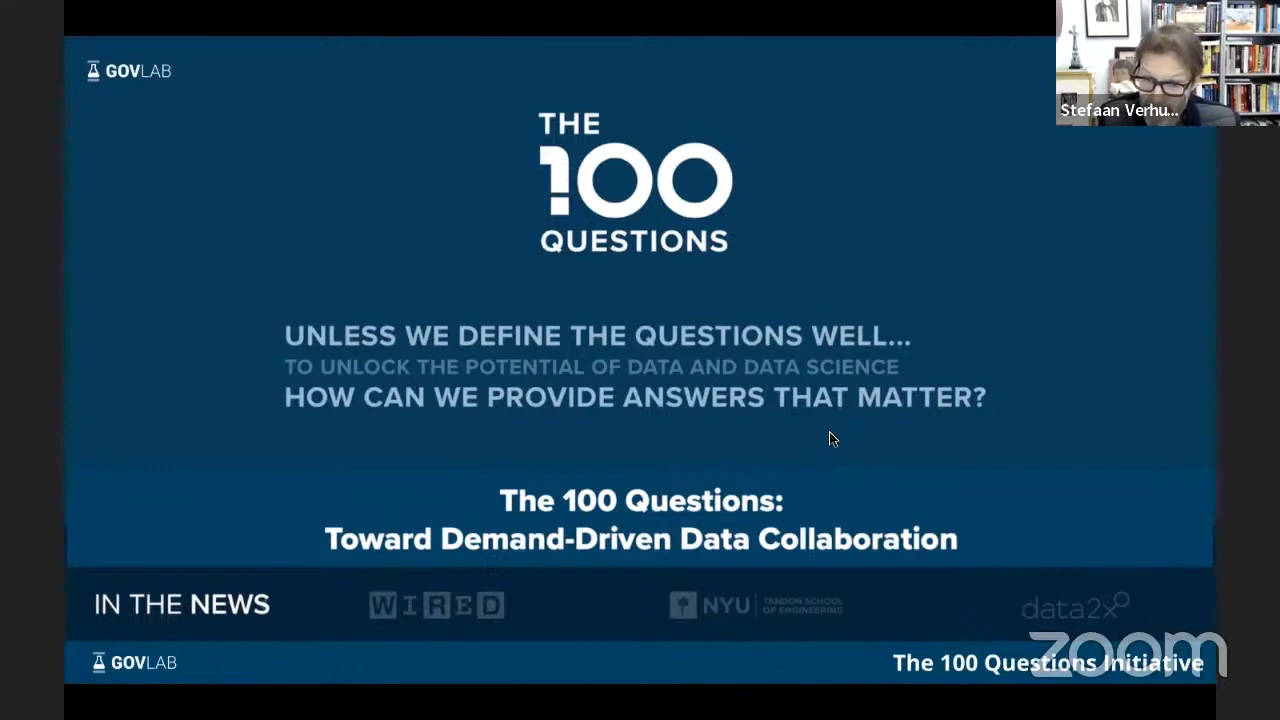 GOVLAB
Stefaan Verhu...
THE
100
QUESTIONS
UNLESS WE DEFINE THE QUESTIONS WELL...
TO UNLOCK THE POTENTIAL OF DATA AND DATA SCIENCE
HOW CAN WE PROVIDE ANSWERS THAT MATTER?
The 100 Questions:
Toward Demand-Driven Data Collaboration
IN THE NEWS
WIRED
NYU TANDON SCHOOL
OF ENGINEERING
data2x
zoom
GOVLAB
The 100 Questions Initiative